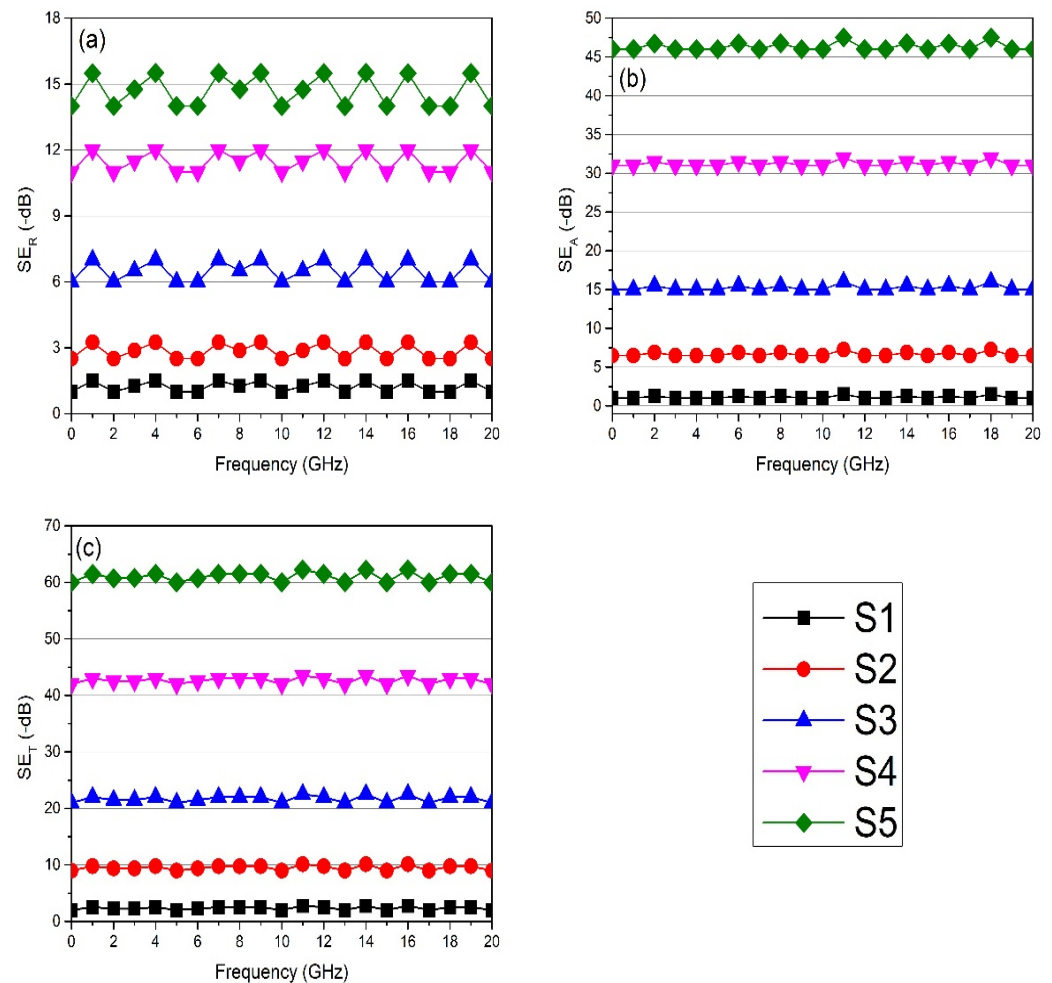 (a)
18
15
12
9
6
3
0
SE_R (-dB)
0 2 4 6 8 10 12 14 16 18 20
Frequency (GHz)
(b)
50
45
40
35
30
25
20
15
10
5
0
SE_A (-dB)
0 2 4 6 8 10 12 14 16 18 20
Frequency (GHz)
(c)
70
60
50
40
30
20
10
0
SE_T (-dB)
0 2 4 6 8 10 12 14 16 18 20
Frequency (GHz)
S1
S2
S3
S4
S5